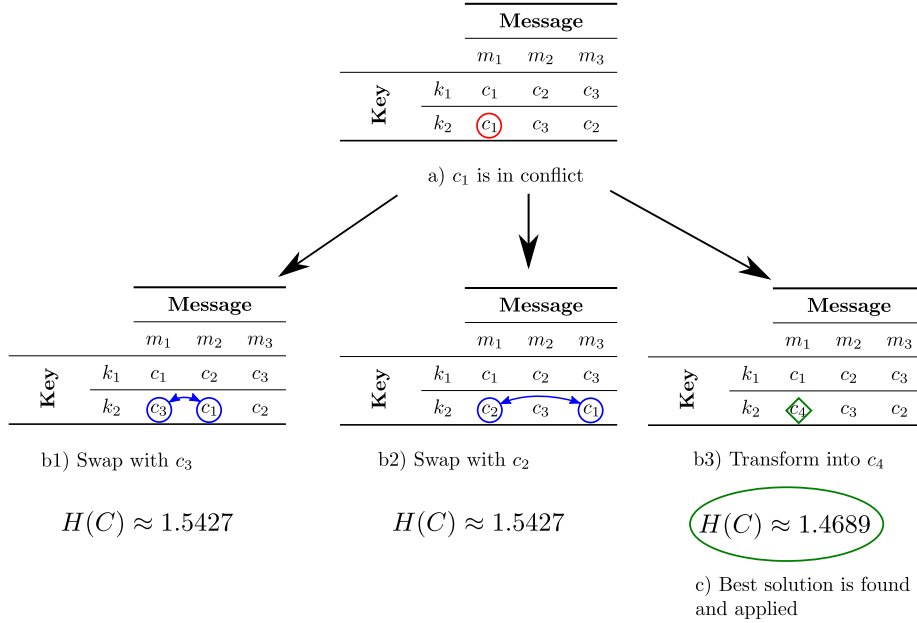 Message
m₁ m₂ m₃
Key
k₁ c₁ c₂ c₃
k₂ c₁ c₃ c₂
a) c₁ is in conflict
Message
m₁ m₂ m₃
Key
k₁ c₁ c₂ c₃
k₂ c₃ c₁ c₂
b1) Swap with c₃
H(C) ≈ 1.5427
Message
m₁ m₂ m₃
Key
k₁ c₁ c₂ c₃
k₂ c₂ c₃ c₁
b2) Swap with c₂
H(C) ≈ 1.5427
Message
m₁ m₂ m₃
Key
k₁ c₁ c₂ c₃
k₂ c₄ c₃ c₂
b3) Transform into c₄
H(C) ≈ 1.4689
c) Best solution is found
and applied